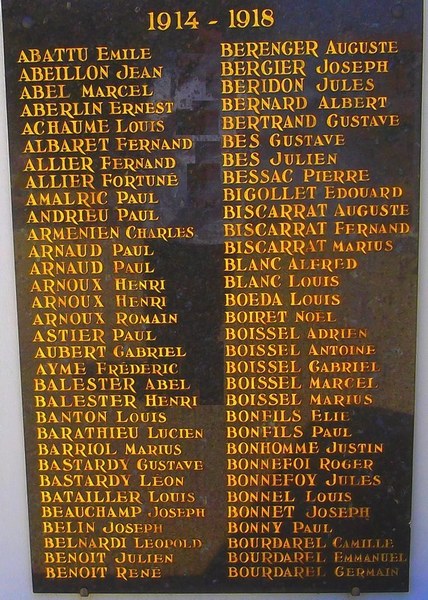 1914 - 1918
ABATTU EMILE
ABEILLON JEAN
ABEL MARCEL
ABERLIN ERNEST
ACHAUME LOUIS
ALBARET FERNAND
ALLIER FERNAND
ALLIER FORTUNÉ
AMALRIC PAUL
ANDRIEU PAUL
ARMENIEN CHARLES
ARNAUD PAUL
ARNAUD PAUL
ARNOUX HENRI
ARNOUX HENRI
ARNOUX ROMAIN
ASTIER PAUL
AUBERT GABRIEL
AYME FRÉDÉRIC
BALESTER ABEL
BALESTER HENRI
BANTON LOUIS
BARATHIEU LUCIEN
BARRIOL MARIUS
BASTARDY GUSTAVE
BASTARDY LÉON
BATAILLER LOUIS
BEAUCHAMP JOSEPH
BELIN JOSEPH
BELNARDI LEOPOLD
BENOIT JULIEN
BENOIT RENÉ
BERENGER AUGUSTE
BERGIER JOSEPH
BERIDON JULES
BERNARD ALBERT
BERTRAND GUSTAVE
BES GUSTAVE
BES JULIEN
BESSAC PIERRE
BIGOLLET EDOUARD
BISCARRAT AUGUSTE
BISCARRAT FERNAND
BISCARRAT MARIUS
BLANC ALFRED
BLANC LOUIS
BOEDA LOUIS
BOIRET NOEL
BOISSEL ADRIEN
BOISSEL ANTOINE
BOISSEL GABRIEL
BOISSEL MARCEL
BOISSEL MARIUS
BONFILS ELIE
BONFILS PAUL
BONHOMME JUSTIN
BONNEFOI ROGER
BONNEFOY JULES
BONNEL LOUIS
BONNET JOSEPH
BONNY PAUL
BOURDAREL CAMILLE
BOURDAREL EMMANUEL
BOURDAREL GERMAIN